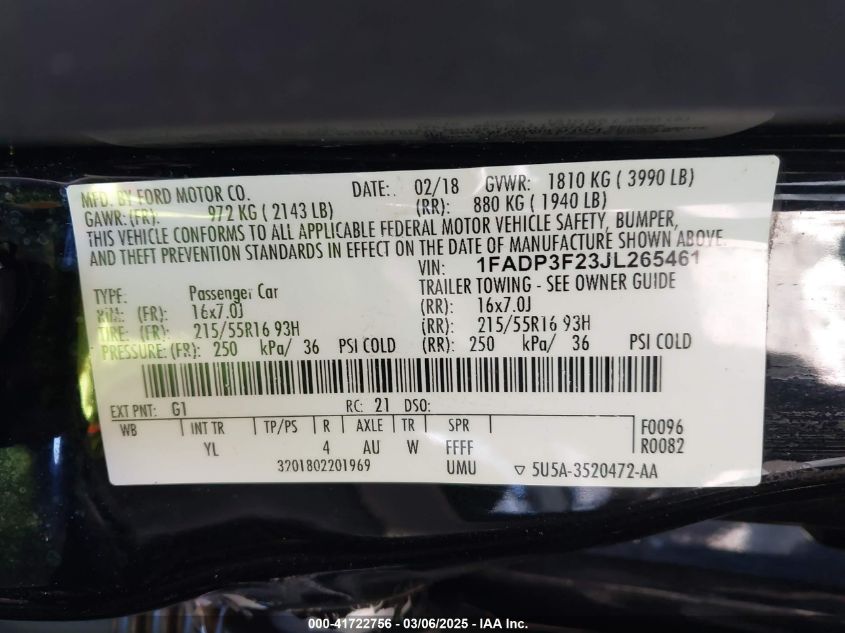 MFD. BY FORD MOTOR CO. DATE: 02/18 GVWR: 1810 KG ( 3990 LB)
GAWR: (FR): 972 KG ( 2143 LB) (RR): 880 KG ( 1940 LB)
THIS VEHICLE CONFORMS TO ALL APPLICABLE FEDERAL MOTOR VEHICLE SAFETY, BUMPER,
AND THEFT PREVENTION STANDARDS IN EFFECT ON THE DATE OF MANUFACTURE SHOWN ABOVE.
VIN: 1FADP3F23JL265461
TYPE: Passenger Car TRAILER TOWING - SEE OWNER GUIDE
RIM: (FR): 16x7.0J (RR): 16x7.0J
TIRE: (FR): 215/55R16 93H (RR): 215/55R16 93H
PRESSURE: (FR): 250 kPa/ 36 PSI COLD (RR): 250 kPa/ 36 PSI COLD
EXT PNT: G1 RC: 21 DSO:
WB INT TR TP/PS R AXLE TR SPR F0096
YL 4 AU W FFFF R0082
3201802201969 UMU ▽ 5U5A-3520472-AA
000-41722756 - 03/06/2025 - IAA Inc.